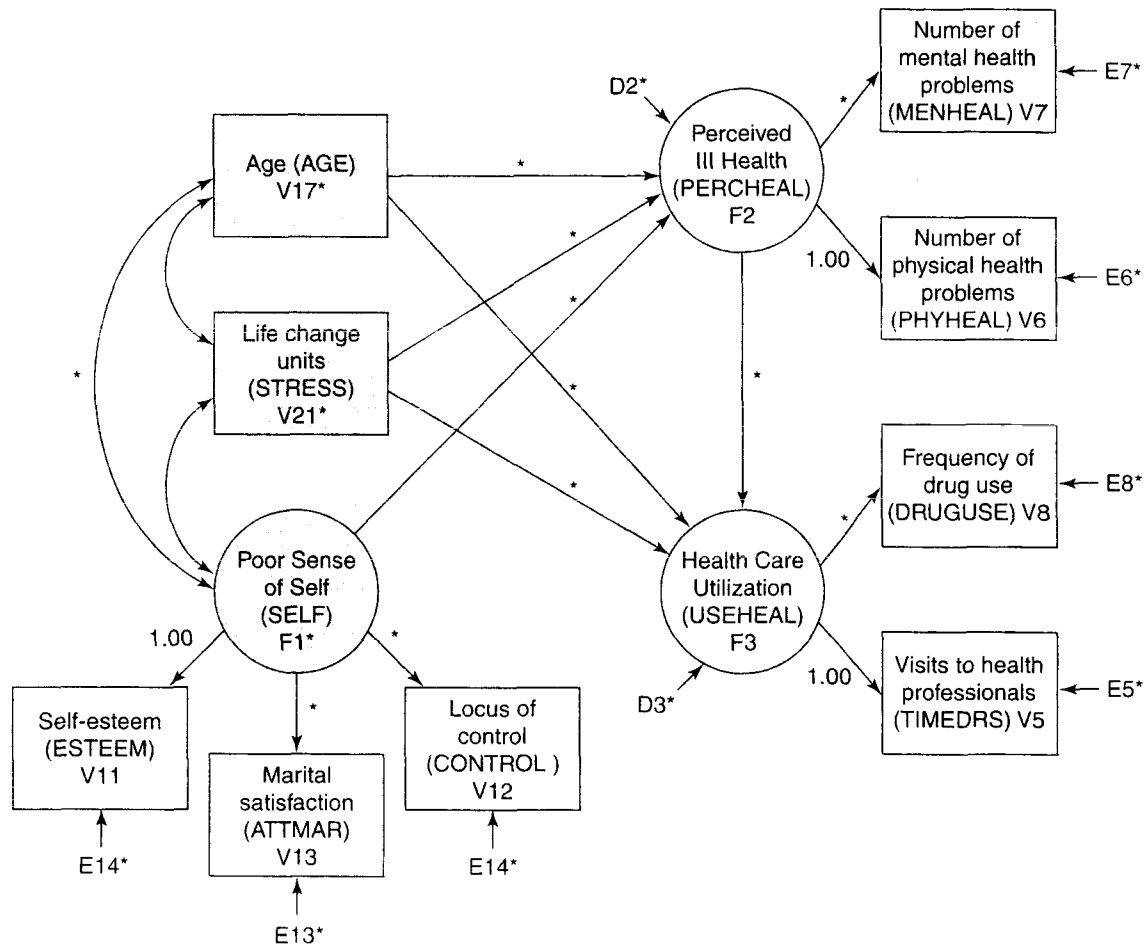 Number of
mental health
problems
(MENHEAL) V7
E7*
*
D2*
Perceived
III Health
(PERCHEAL)
F2
Age (AGE)
V17*
*
1.00
Number of
physical health
problems
(PHYHEAL) V6
E6*
*
*
Life change
units
(STRESS)
V21*
*
*
*
*
Frequency of
drug use
(DRUGUSE) V8
E8*
*
*
Poor Sense
of Self
(SELF)
F1*
Health Care
Utilization
(USEHEAL)
F3
1.00
*
*
1.00
D3*
Visits to health
professionals
(TIMEDRS) V5
E5*
Self-esteem
(ESTEEM)
V11
Marital
satisfaction
(ATTMAR)
V13
Locus of
control
(CONTROL )
V12
E14*
E13*
E14*